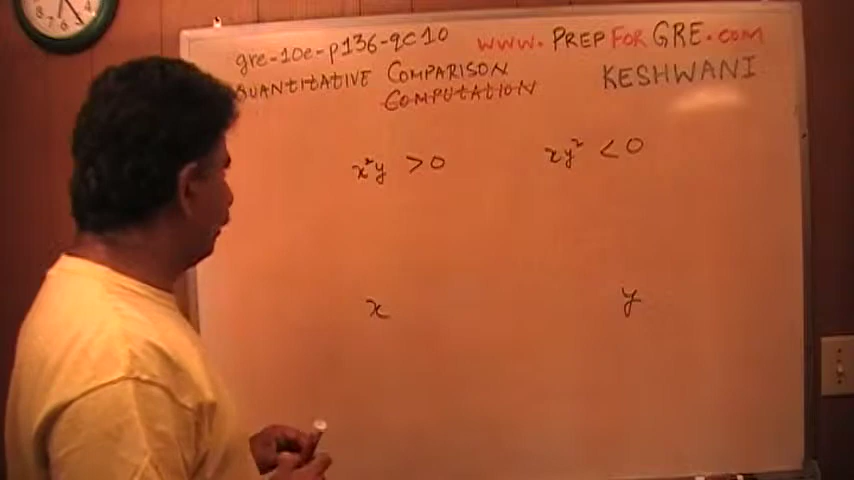 gre-10e-p136-qc10
www.PREPFORGRE.com
QUANTITATIVE COMPARISON
KESHWANI
COMPUTATION
x²y > 0
xy² < 0
x
y